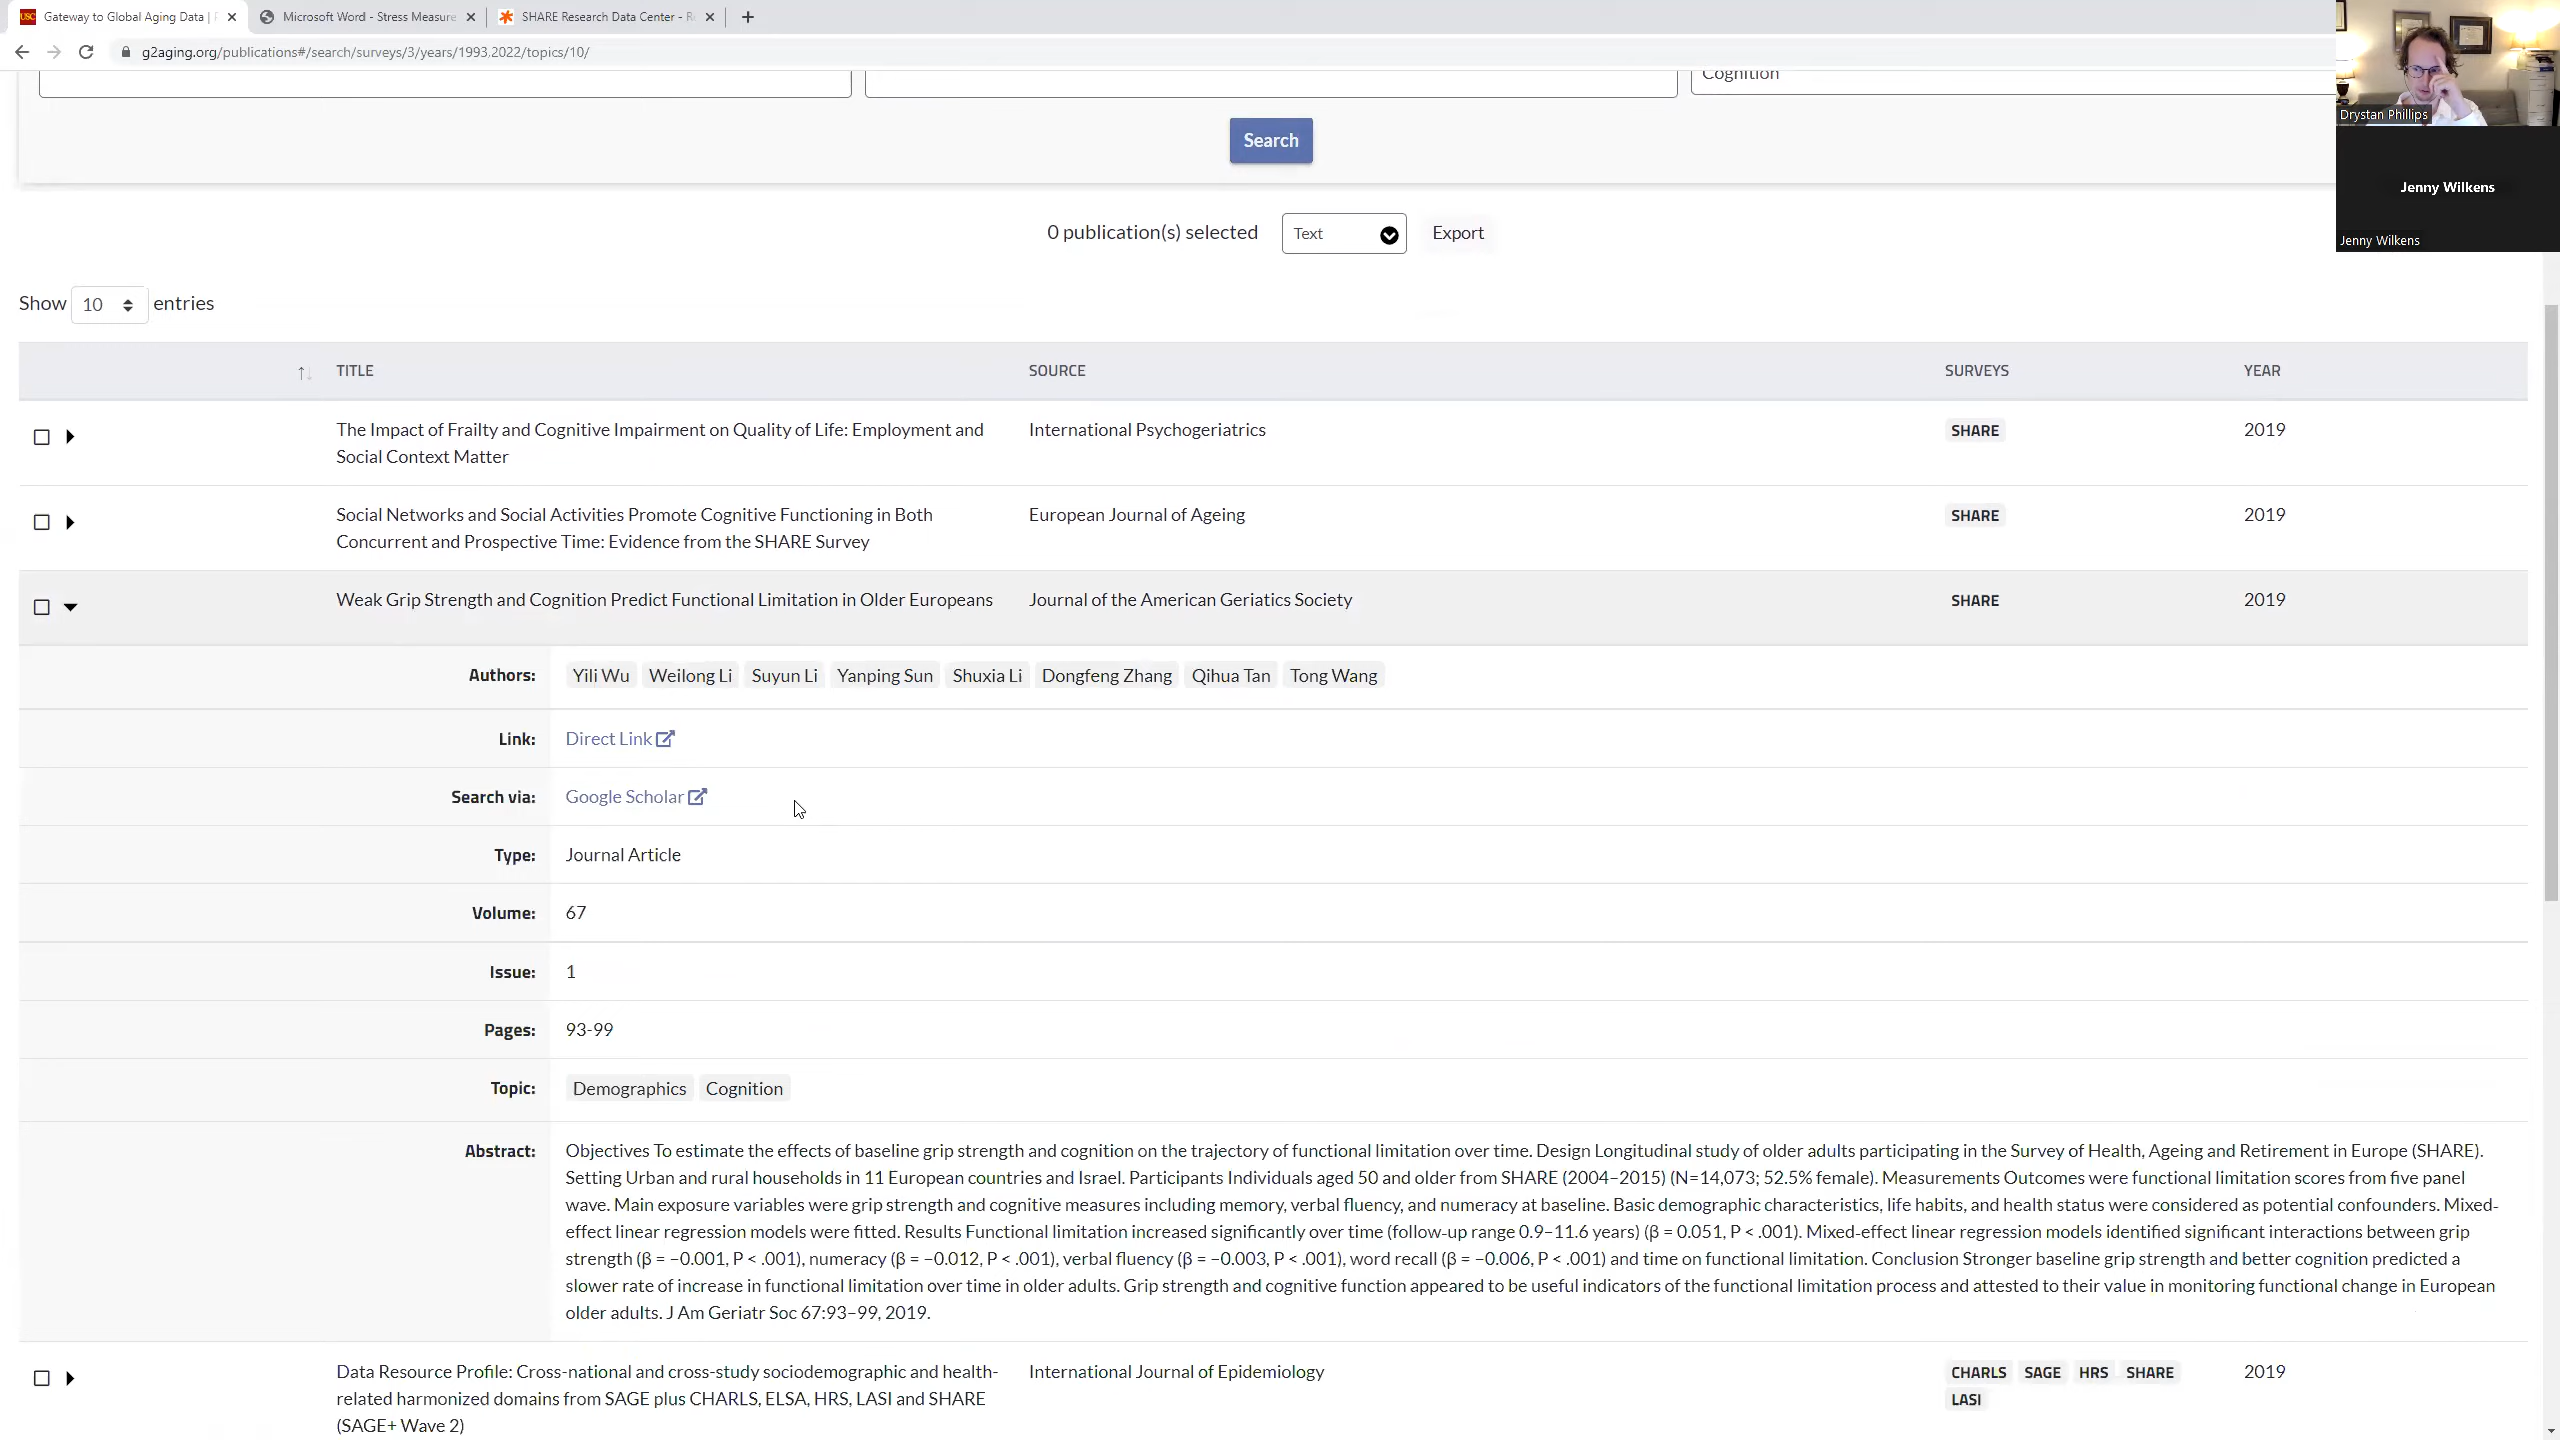 Gateway to Global Aging Data |
Microsoft Word - Stress Measure
SHARE Research Data Center - R
g2aging.org/publications#/search/surveys/3/years/1993.2022/topics/10/
Cognition
Drystan Phillips
Jenny Wilkens
Jenny Wilkens
Search
0 publication(s) selected Text Export
Show 10 entries
TITLE SOURCE SURVEYS YEAR
The Impact of Frailty and Cognitive Impairment on Quality of Life: Employment and
Social Context Matter
International Psychogeriatrics SHARE 2019
Social Networks and Social Activities Promote Cognitive Functioning in Both
Concurrent and Prospective Time: Evidence from the SHARE Survey
European Journal of Ageing SHARE 2019
Weak Grip Strength and Cognition Predict Functional Limitation in Older Europeans Journal of the American Geriatics Society SHARE 2019
Authors: Yili Wu Weilong Li Suyun Li Yanping Sun Shuxia Li Dongfeng Zhang Qihua Tan Tong Wang
Link: Direct Link
Search via: Google Scholar
Type: Journal Article
Volume: 67
Issue: 1
Pages: 93-99
Topic: Demographics Cognition
Abstract: Objectives To estimate the effects of baseline grip strength and cognition on the trajectory of functional limitation over time. Design Longitudinal study of older adults participating in the Survey of Health, Ageing and Retirement in Europe (SHARE).
Setting Urban and rural households in 11 European countries and Israel. Participants Individuals aged 50 and older from SHARE (2004–2015) (N=14,073; 52.5% female). Measurements Outcomes were functional limitation scores from five panel
wave. Main exposure variables were grip strength and cognitive measures including memory, verbal fluency, and numeracy at baseline. Basic demographic characteristics, life habits, and health status were considered as potential confounders. Mixed-
effect linear regression models were fitted. Results Functional limitation increased significantly over time (follow-up range 0.9–11.6 years) (β = 0.051, P < .001). Mixed-effect linear regression models identified significant interactions between grip
strength (β = −0.001, P < .001), numeracy (β = −0.012, P < .001), verbal fluency (β = −0.003, P < .001), word recall (β = −0.006, P < .001) and time on functional limitation. Conclusion Stronger baseline grip strength and better cognition predicted a
slower rate of increase in functional limitation over time in older adults. Grip strength and cognitive function appeared to be useful indicators of the functional limitation process and attested to their value in monitoring functional change in European
older adults. J Am Geriatr Soc 67:93–99, 2019.
Data Resource Profile: Cross-national and cross-study sociodemographic and health-
related harmonized domains from SAGE plus CHARLS, ELSA, HRS, LASI and SHARE
(SAGE+ Wave 2)
International Journal of Epidemiology CHARLS SAGE HRS SHARE 2019
LASI